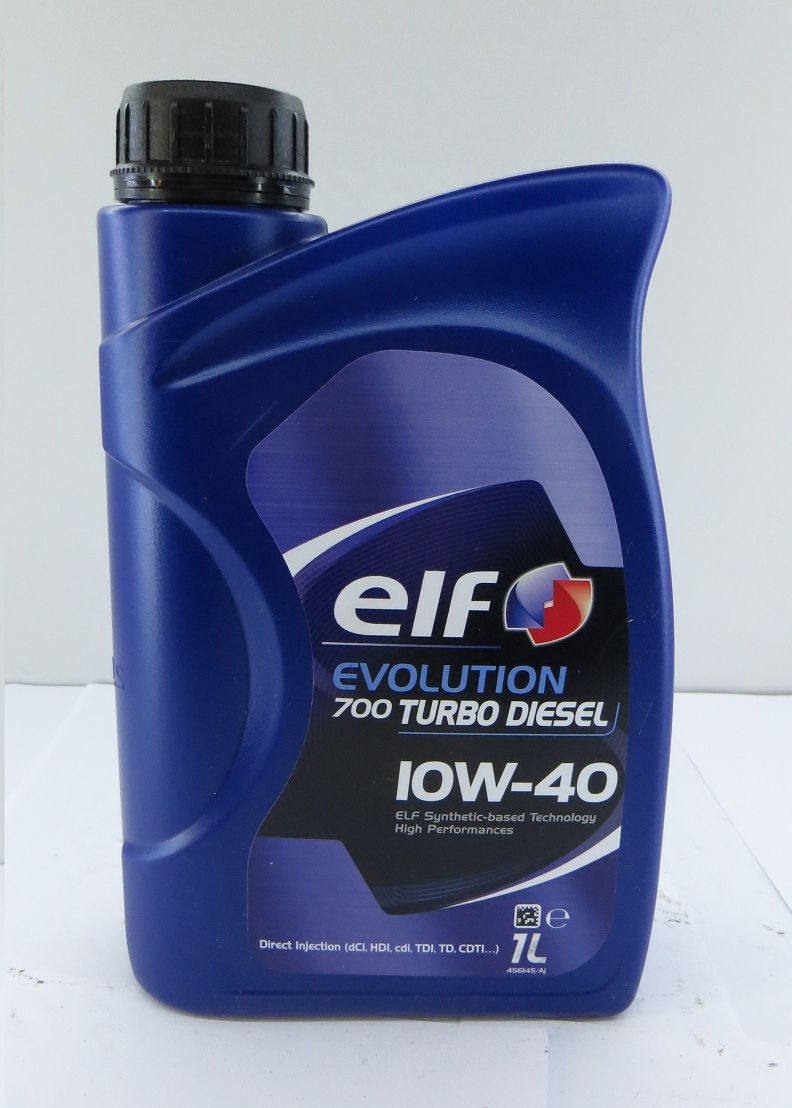 elf
EVOLUTION
700 TURBO DIESEL
10W-40
ELF Synthetic-based Technology
High Performances
Direct Injection (dCi, HDI, cdi, TDI, TD, CDTI...)
e
1L
456145/AJ